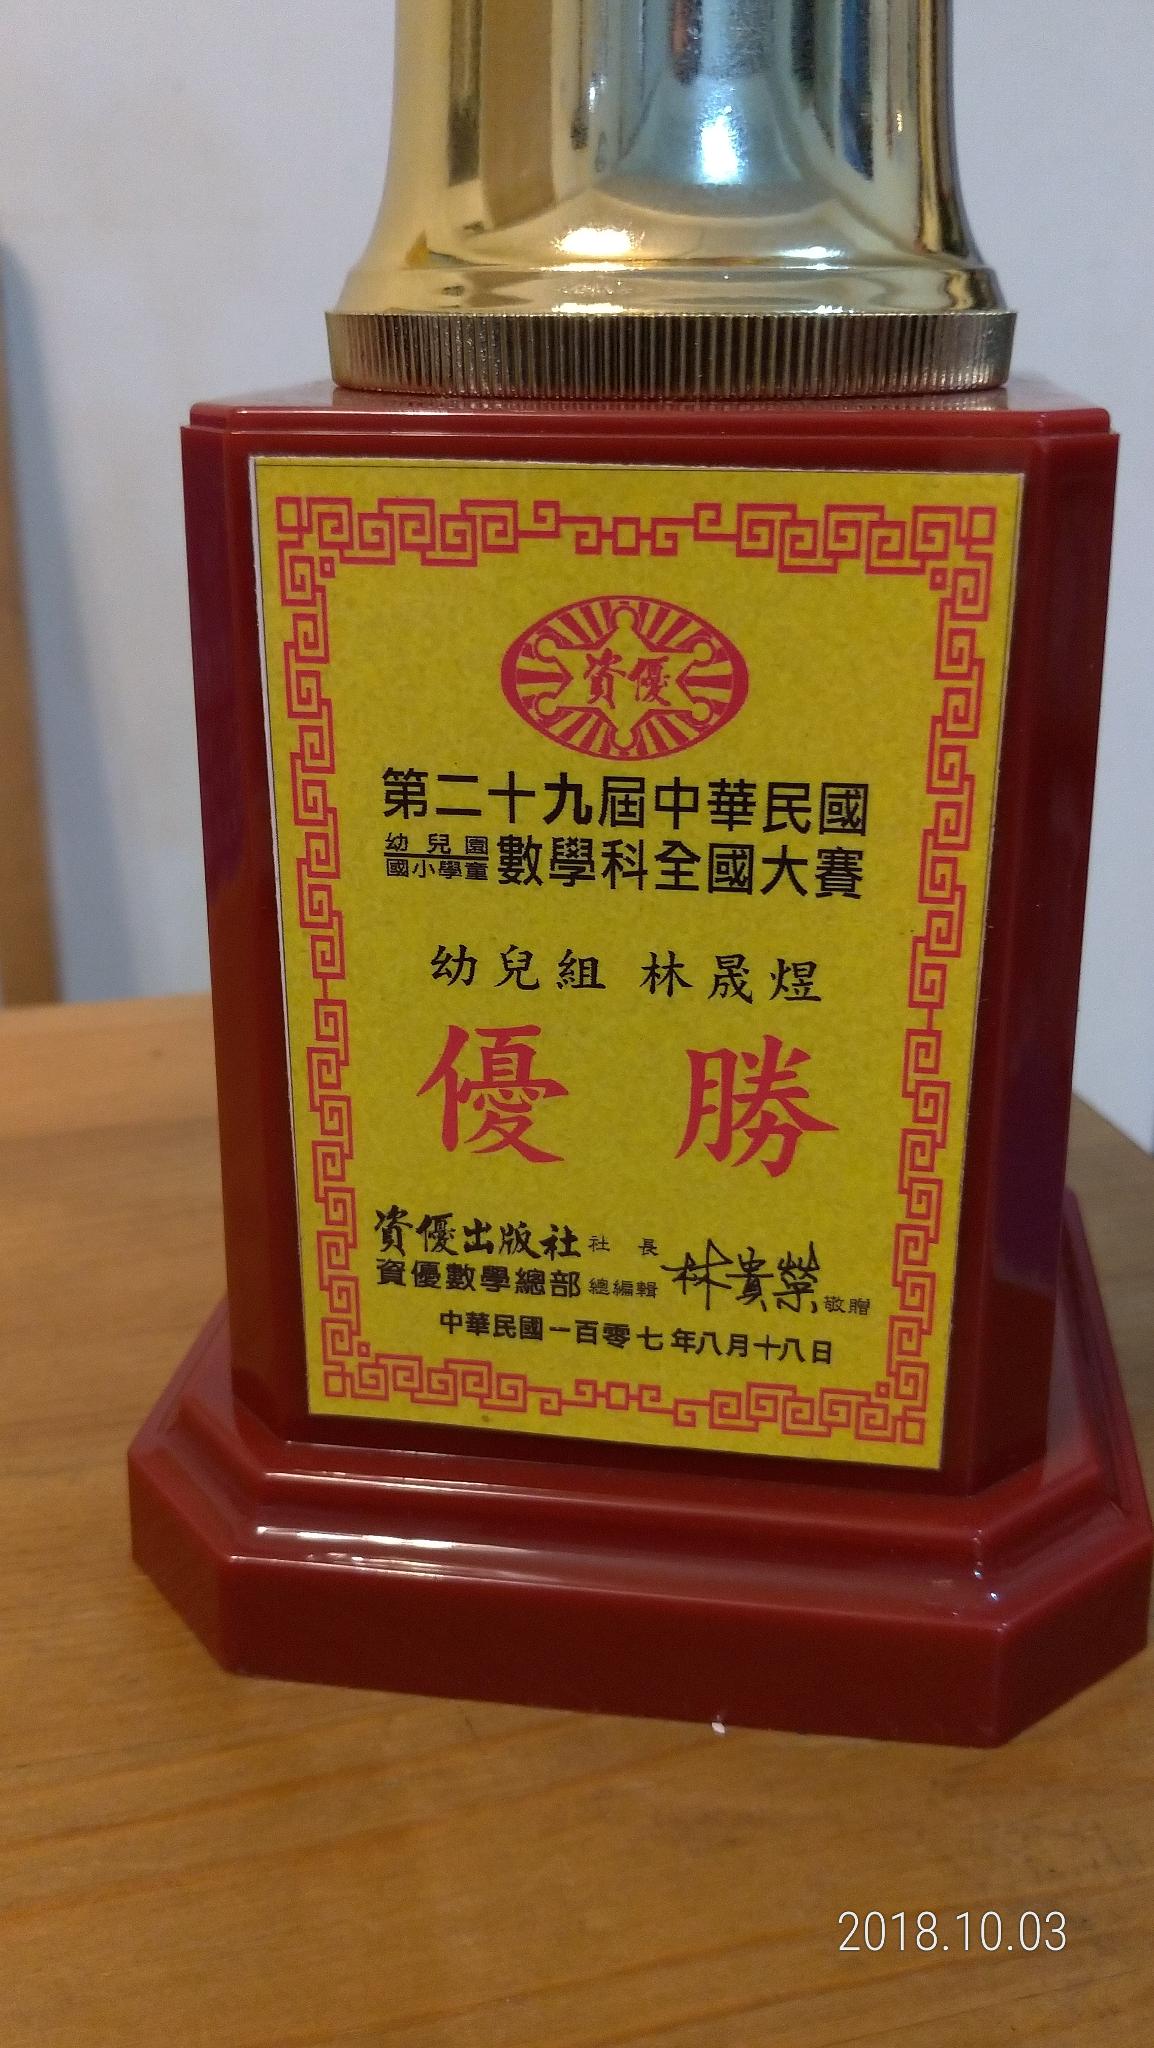 資優
第二十九屆中華民國
幼兒園
國小學童
數學科全國大賽
幼兒組 林晟煜
優勝
資優出版社 社長
資優數學總部 總編輯
林貴榮 敬贈
中華民國一百零七年八月十八日
2018.10.03